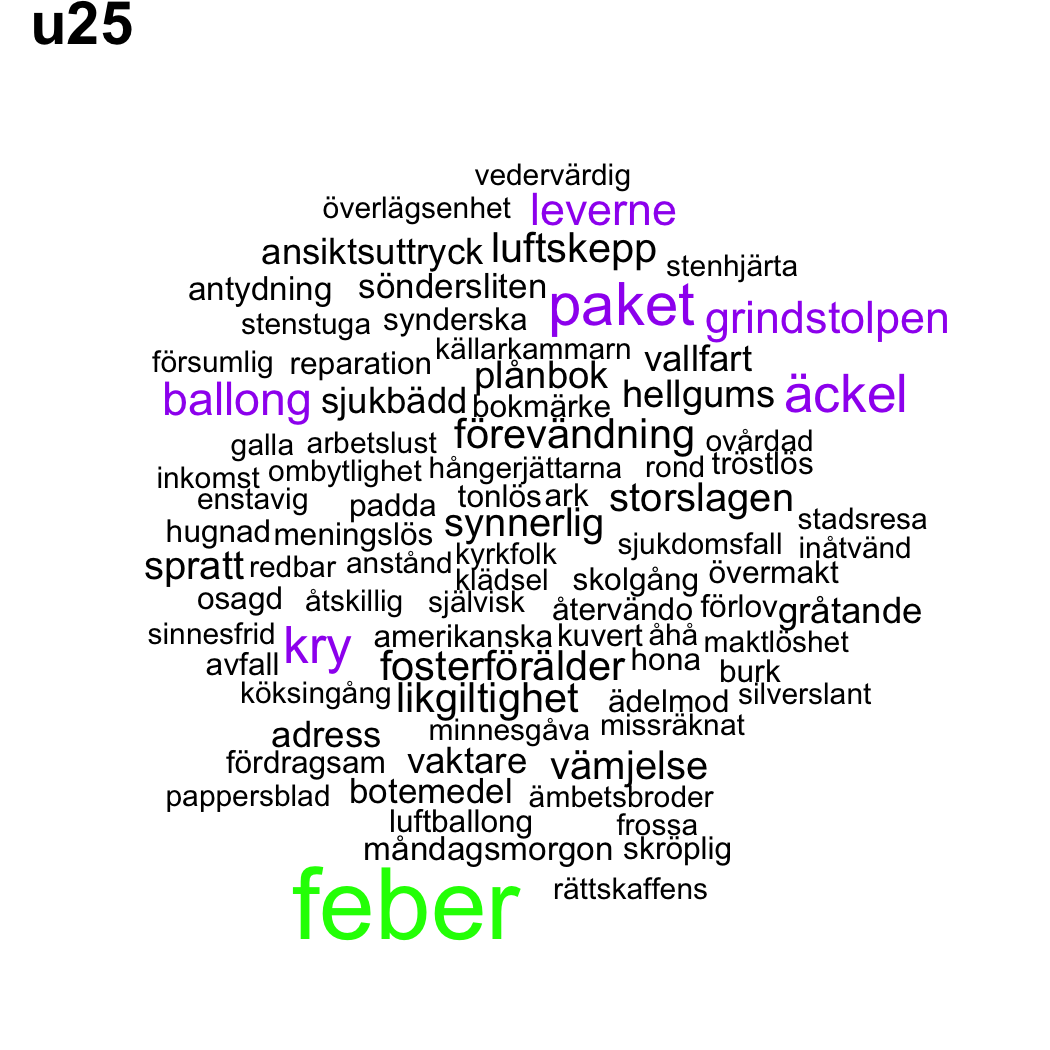 u25
vedervärdig
överlägsenhet leverne
ansiktsuttryck luftskepp stenhjärta
antydning söndersliten paket grindstolpen
stenstuga synderska
försumlig reparation källarkammarn vallfart
ballong sjukbädd plånbok hellgums äckel
bokmärke
galla arbetslust förevändning ovårdad
inkomst ombytlighet hångerjättarna rond tröstlös
enstavig padda tonlös ark storslagen
hugnad meningslös synnerlig stadsresa
spratt redbar anstånd kyrkfolk sjukdomsfall inåtvänd
klädsel skolgång övermakt
osagd åtskillig självisk återvändo förlov gråtande
sinnesfrid kry amerikanska kuvert åhå maktlöshet
avfall fosterförälder hona burk
köksingång likgiltighet ädelmod silverslant
adress minnesgåva missräknat
fördragsam vaktare vämjelse
pappersblad botemedel ämbetsbroder
luftballong frossa
måndagsmorgon skröplig
feber rättskaffens